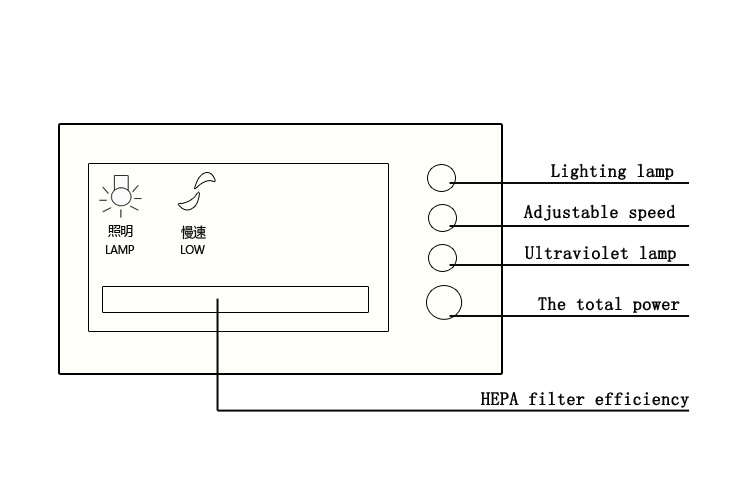 Lighting lamp
Adjustable speed
Ultraviolet lamp
The total power
照明
LAMP
慢速
LOW
HEPA filter efficiency